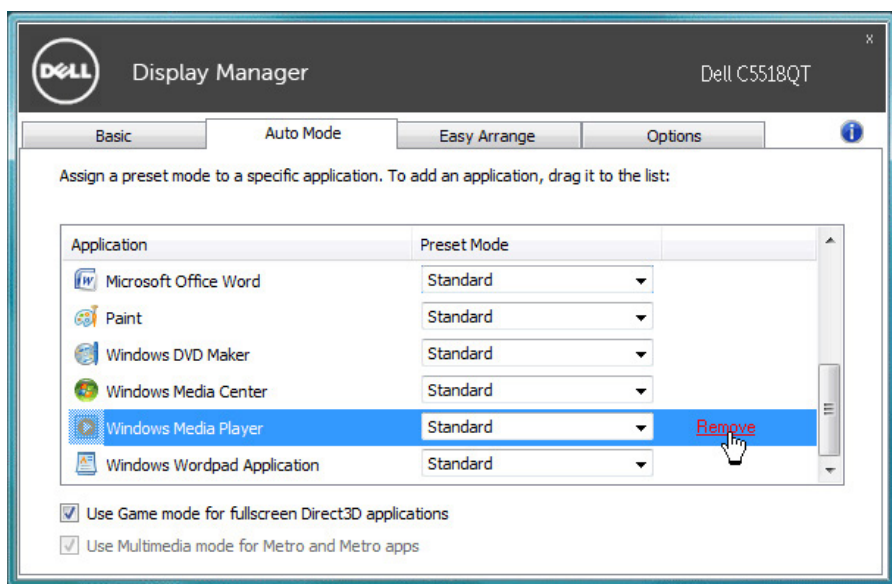 DELL Display Manager Dell C5518QT x
Basic Auto Mode Easy Arrange Options i
Assign a preset mode to a specific application. To add an application, drag it to the list:
Application Preset Mode
Microsoft Office Word Standard
Paint Standard
Windows DVD Maker Standard
Windows Media Center Standard
Windows Media Player Standard Remove
Windows Wordpad Application Standard
Use Game mode for fullscreen Direct3D applications
Use Multimedia mode for Metro and Metro apps